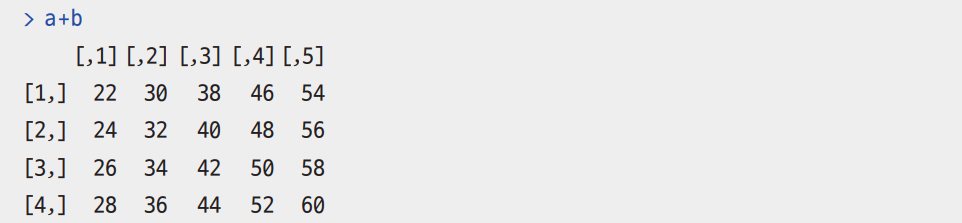 > a+b
[,1] [,2] [,3] [,4] [,5]
[1,] 22 30 38 46 54
[2,] 24 32 40 48 56
[3,] 26 34 42 50 58
[4,] 28 36 44 52 60